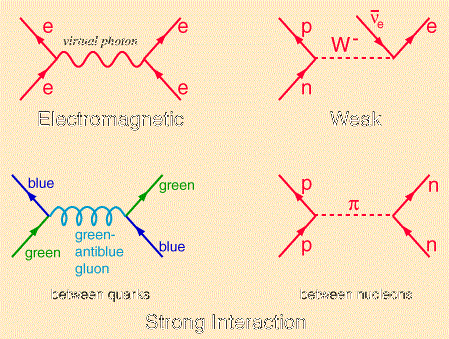 e
virtual photon
e
e
e
Electromagnetic
p
ν̅e
e
W-
n
Weak
blue
green
green
green-
antiblue
gluon
blue
between quarks
p
n
π
p
n
between nucleons
Strong Interaction